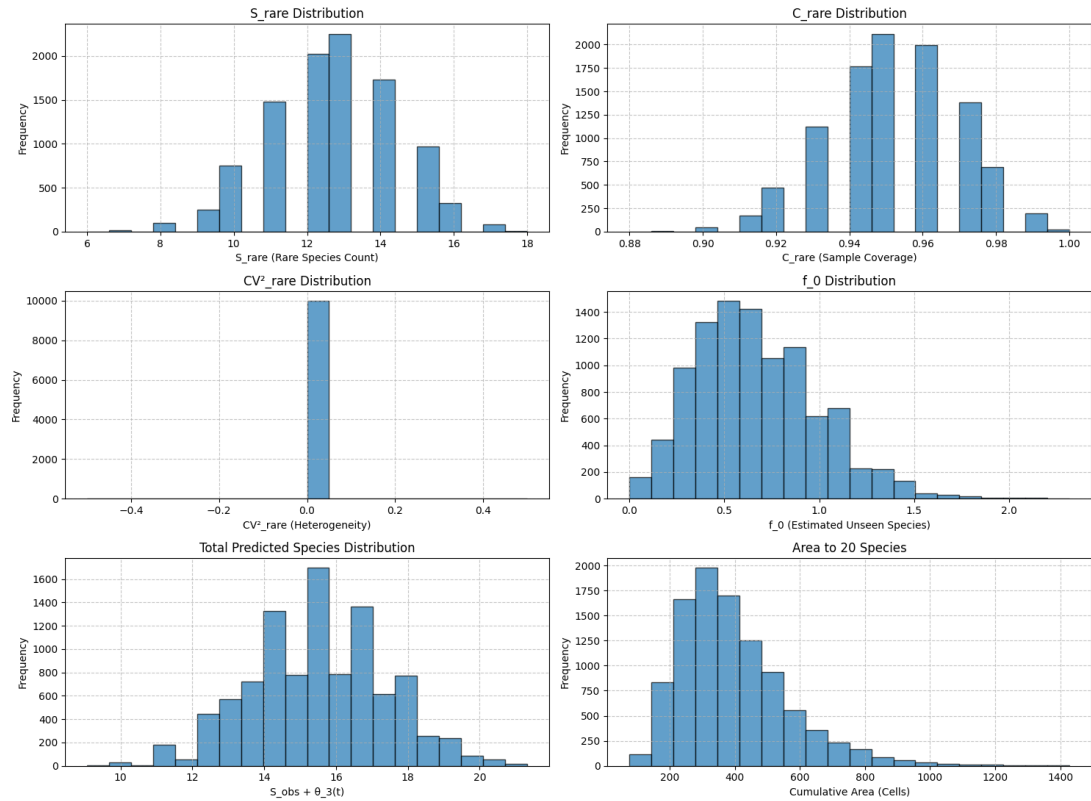 S_rare Distribution
Frequency
2000
1500
1000
500
0
6 8 10 12 14 16 18
S_rare (Rare Species Count)
C_rare Distribution
Frequency
2000
1750
1500
1250
1000
750
500
250
0
0.88 0.90 0.92 0.94 0.96 0.98 1.00
C_rare (Sample Coverage)
CV²_rare Distribution
Frequency
10000
8000
6000
4000
2000
0
−0.4 −0.2 0.0 0.2 0.4
CV²_rare (Heterogeneity)
f_0 Distribution
Frequency
1400
1200
1000
800
600
400
200
0
0.0 0.5 1.0 1.5 2.0
f_0 (Estimated Unseen Species)
Total Predicted Species Distribution
Frequency
1600
1400
1200
1000
800
600
400
200
0
10 12 14 16 18 20
S_obs + θ_3(t)
Area to 20 Species
Frequency
2000
1750
1500
1250
1000
750
500
250
0
200 400 600 800 1000 1200 1400
Cumulative Area (Cells)